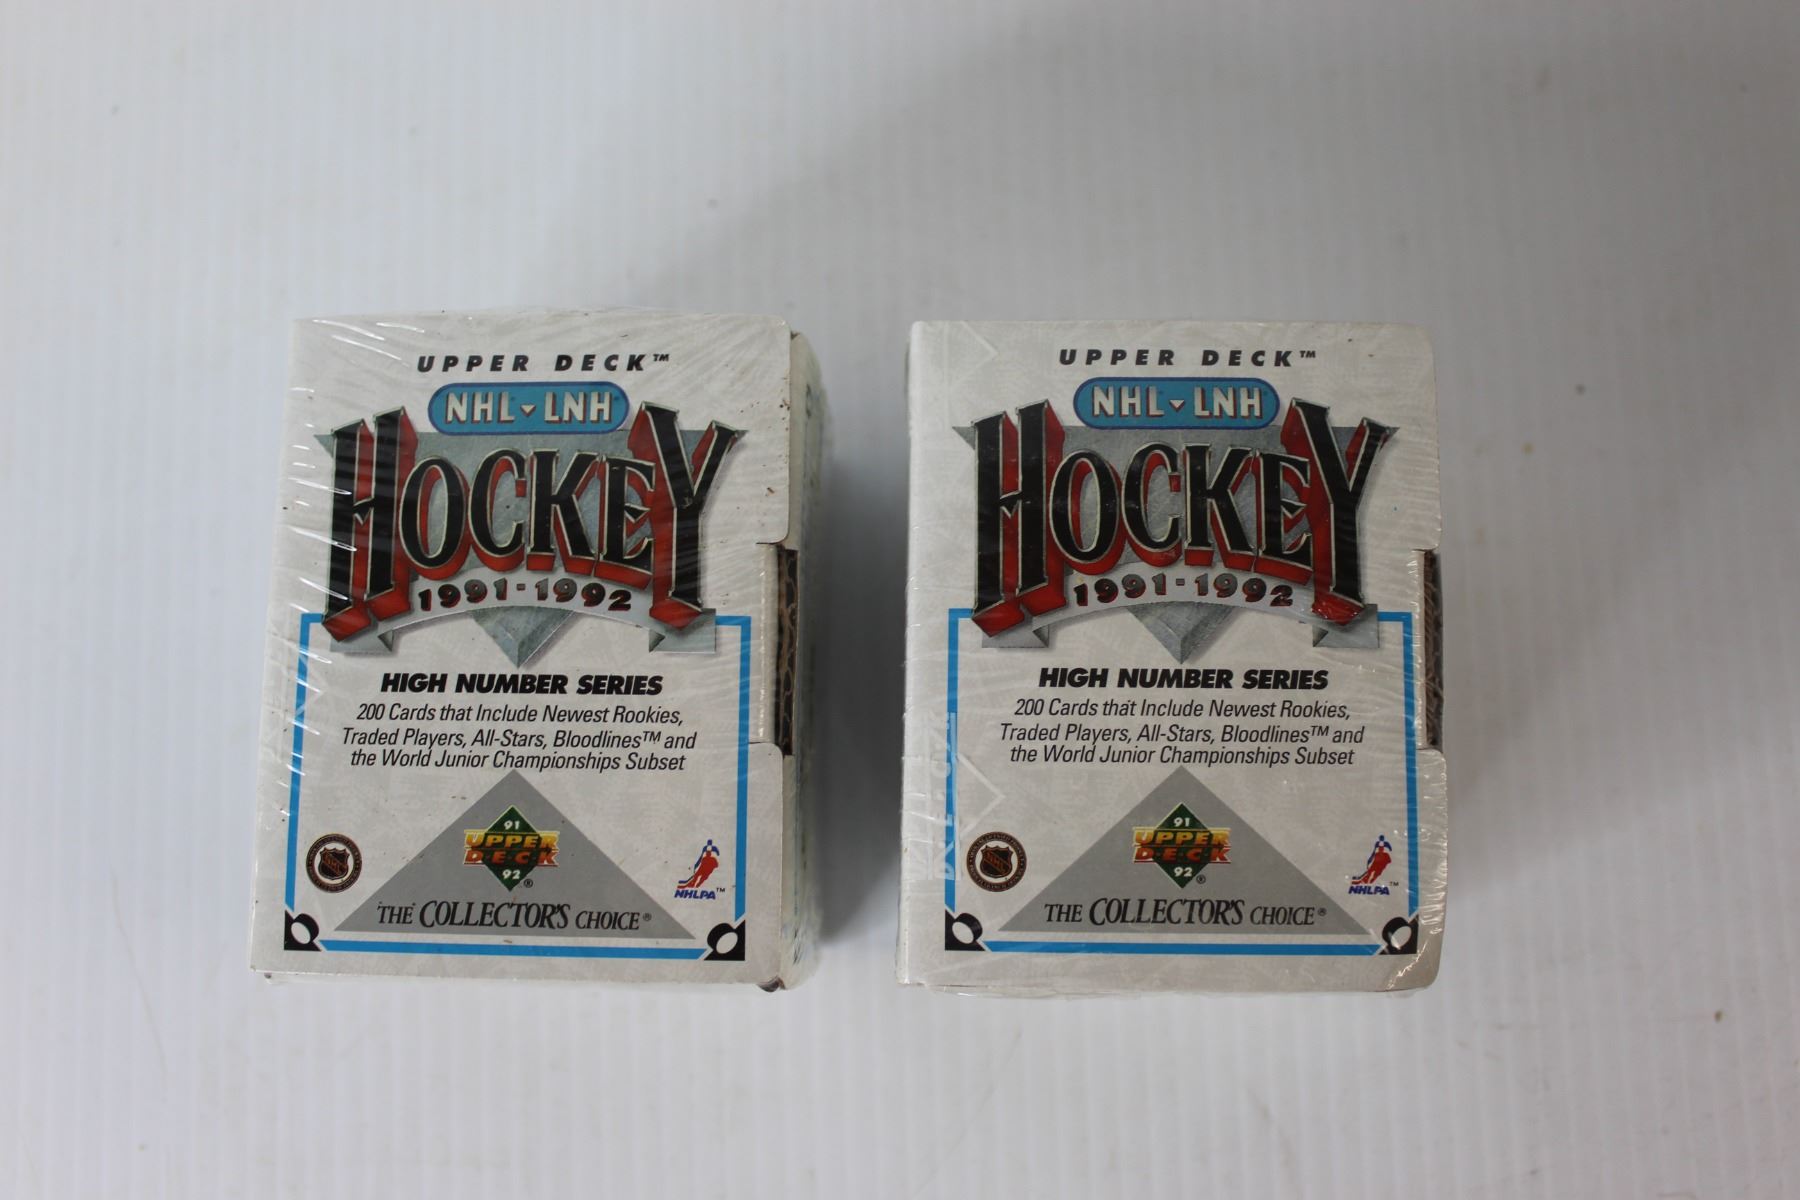 UPPER DECK™
NHL LNH
HOCKEY
1991-1992
HIGH NUMBER SERIES
200 Cards that Include Newest Rookies,
Traded Players, All-Stars, Bloodlines™ and
the World Junior Championships Subset
91
UPPER
DECK
92 ®
NHL
NHLPA™
THE COLLECTOR'S CHOICE®
UPPER DECK™
NHL LNH
HOCKEY
1991-1992
HIGH NUMBER SERIES
200 Cards that Include Newest Rookies,
Traded Players, All-Stars, Bloodlines™ and
the World Junior Championships Subset
91
UPPER
DECK
92 ®
NHL
NHLPA™
THE COLLECTOR'S CHOICE®